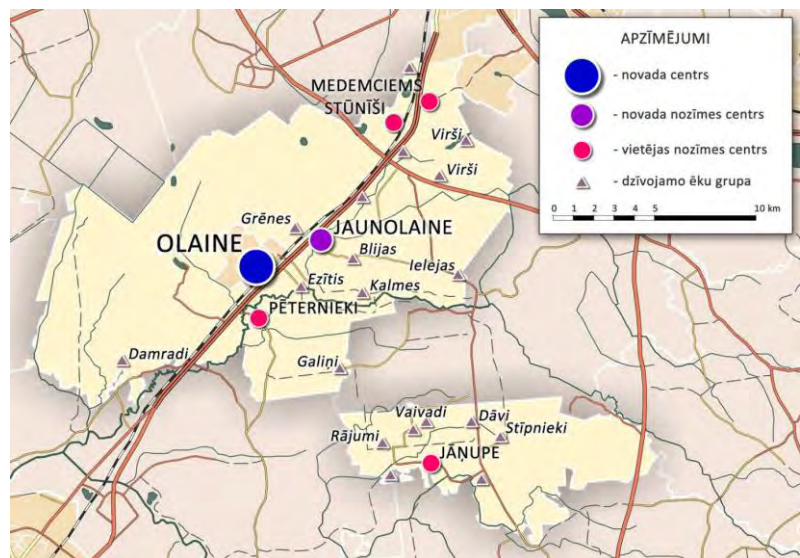 APZĪMĒJUMI
- novada centrs
- novada nozīmes centrs
- vietējas nozīmes centrs
- dzīvojamo ēku grupa
0 1 2 3 4 5 10 km
MEDEMCIEMS
STŪNĪŠI
Virši
Virši
Grēnes
JAUNOLAINE
OLAINE
Blijas
Ielejas
Ezītis
Kalmes
PĒTERNIEKI
Damradi
Galiņi
Vaivadi
Dāvi
Stīpnieki
Rājumi
JĀŅUPE